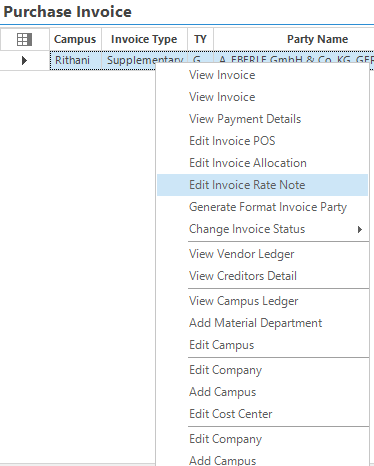 Purchase Invoice
Campus Invoice Type TY Party Name
Rithani Supplementary G A. EBERLE GmbH & Co. KG, GER
View Invoice
View Invoice
View Payment Details
Edit Invoice POS
Edit Invoice Allocation
Edit Invoice Rate Note
Generate Format Invoice Party
Change Invoice Status
View Vendor Ledger
View Creditors Detail
View Campus Ledger
Add Material Department
Edit Campus
Edit Company
Add Campus
Edit Cost Center
Edit Company
Add Campus